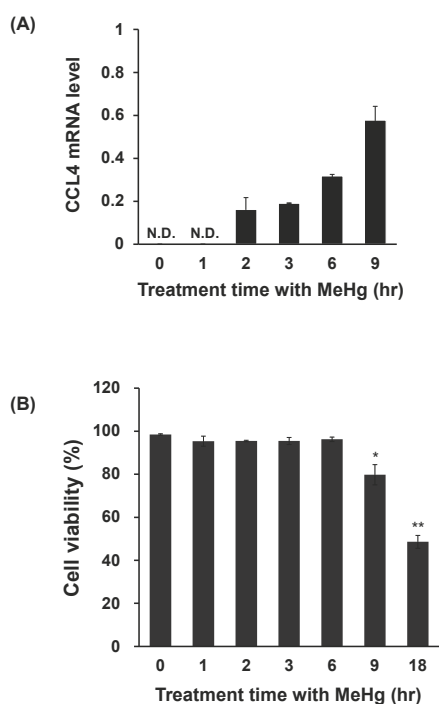 (A)
CCL4 mRNA level
1
0.8
0.6
0.4
0.2
0
N.D. N.D.
0 1 2 3 6 9
Treatment time with MeHg (hr)
(B)
Cell viability (%)
120
100
80
60
40
20
0
*
**
0 1 2 3 6 9 18
Treatment time with MeHg (hr)